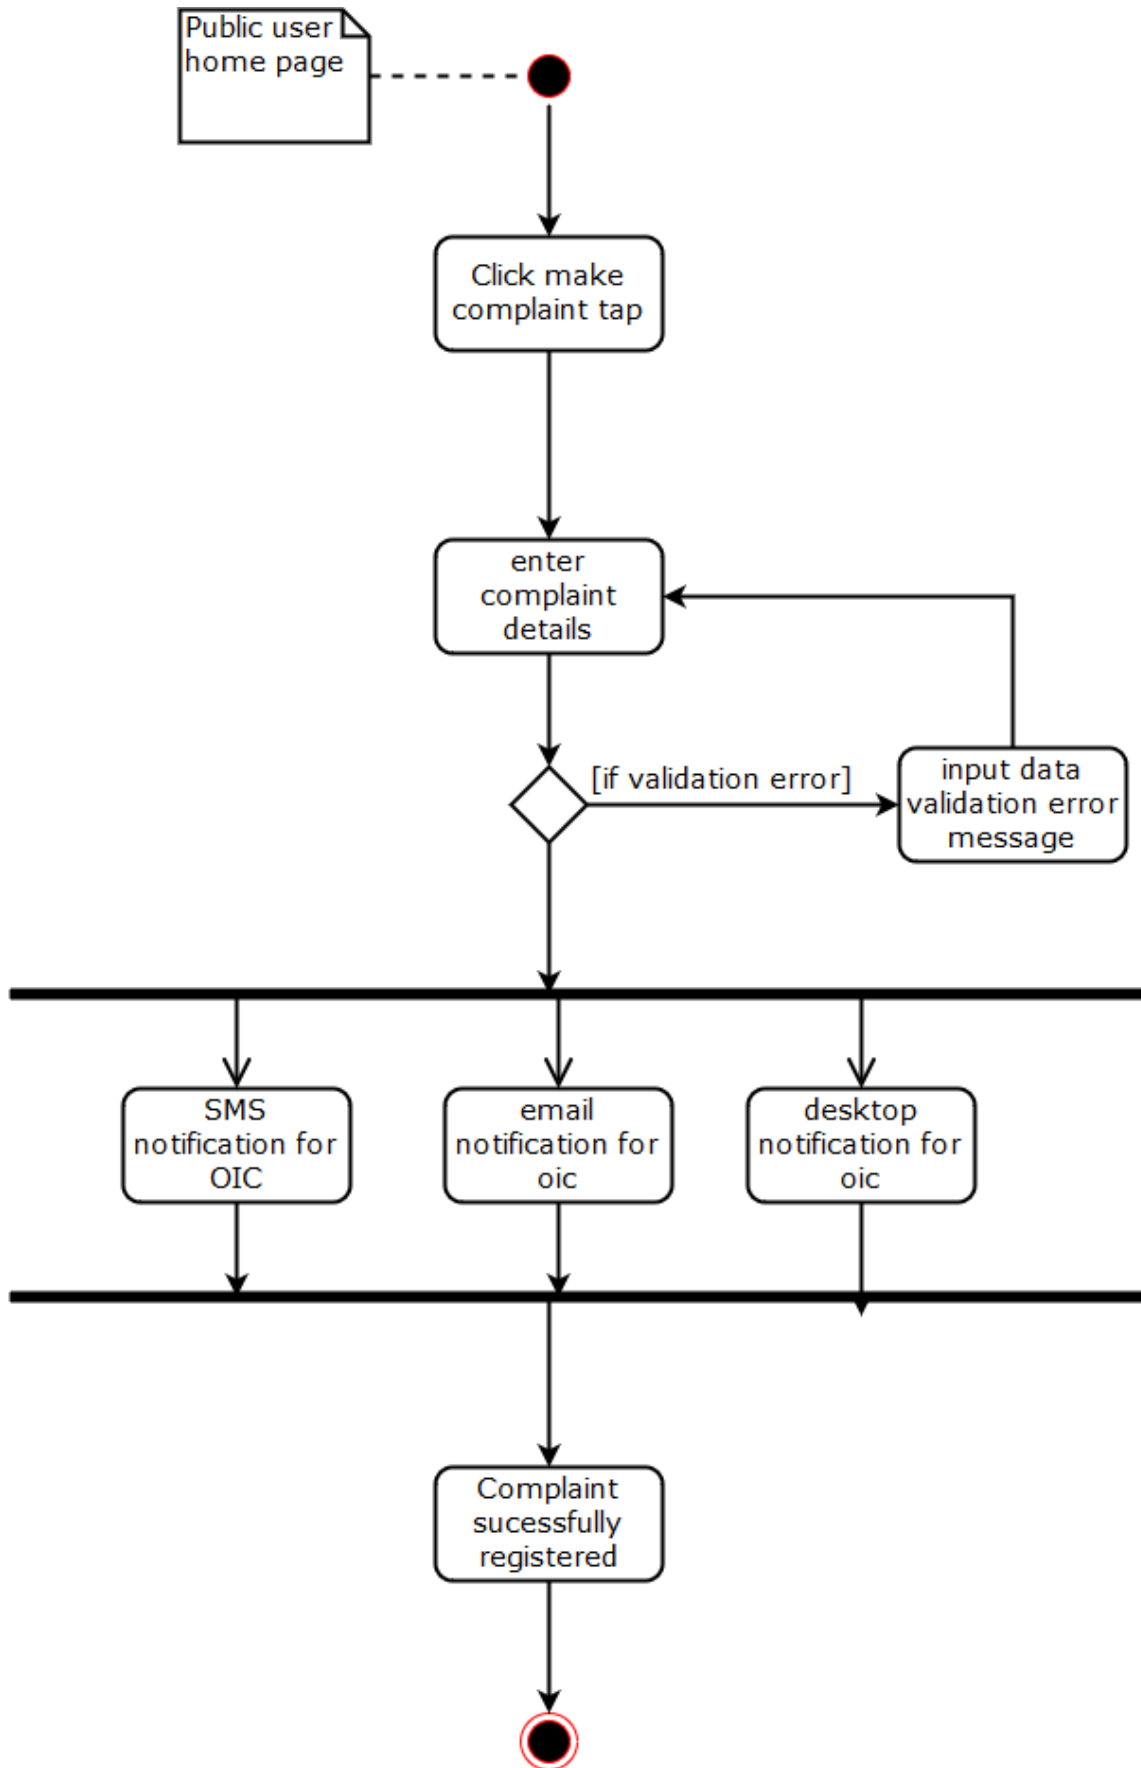 Public user
home page
Click make
complaint tap
enter
complaint
details
[if validation error]
input data
validation error
message
SMS
notification for
OIC
email
notification for
oic
desktop
notification for
oic
Complaint
sucessfully
registered